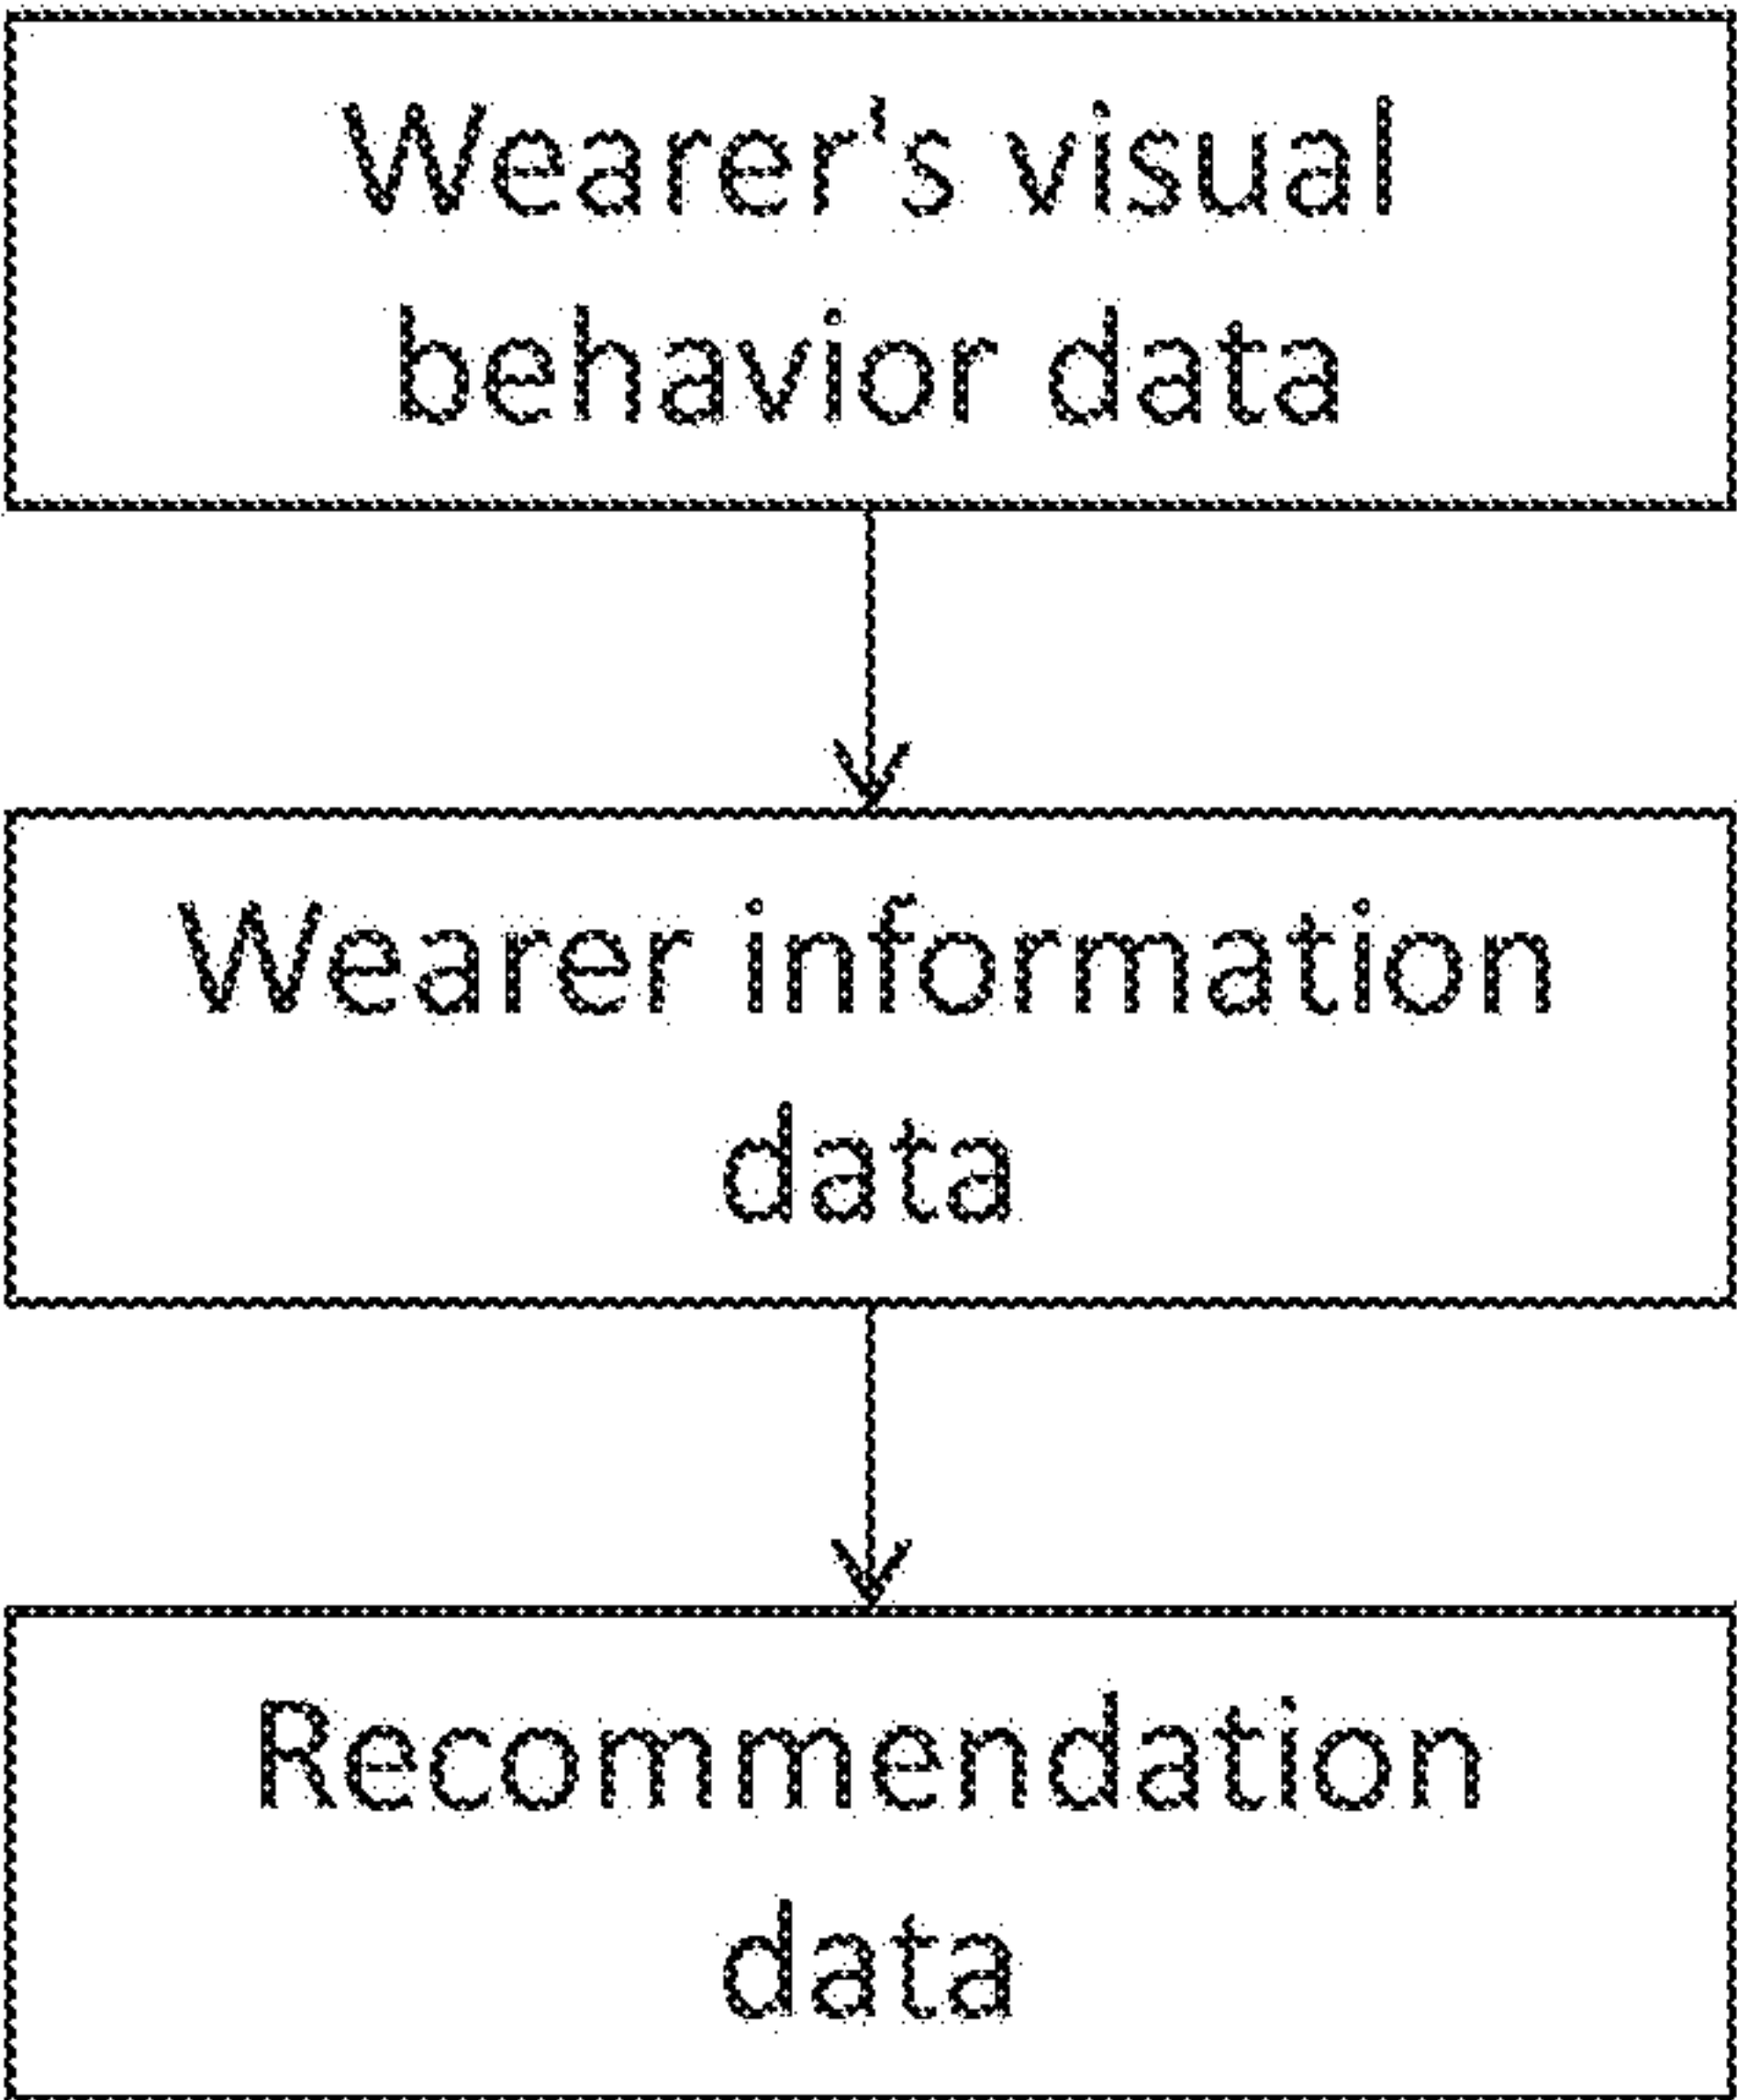 Wearer's visual
behavior data
Wearer information
data
Recommendation
data